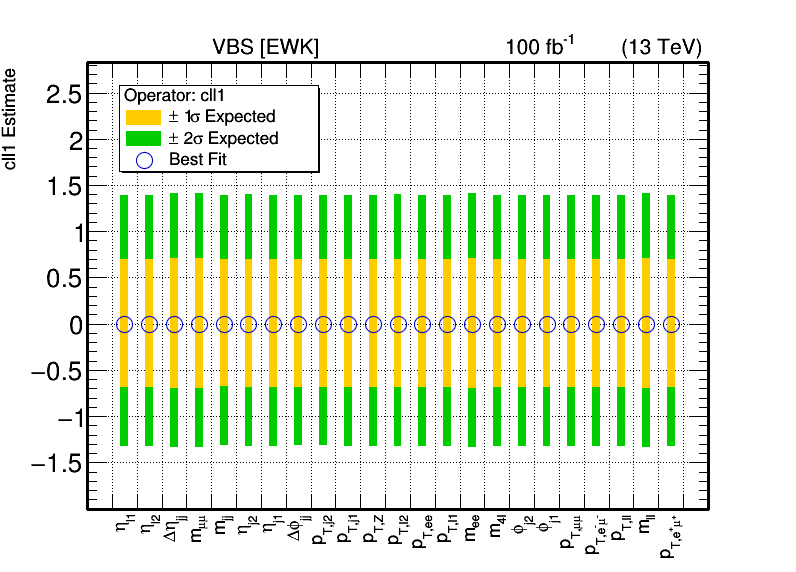 VBS [EWK] 100 fb⁻¹ (13 TeV)
cll1 Estimate
Operator: cll1
± 1σ Expected
± 2σ Expected
Best Fit
2.5
2
1.5
1
0.5
0
−0.5
−1
−1.5
η_l1 η_l2 Δη_jj m_μμ m_jj η_j2 η_j1 Δϕ_jj p_T,j2 p_T,j1 p_T,Z p_T,l2 p_T,ee p_T,l1 m_ee m_4l ϕ_j2 ϕ_j1 p_T,μμ p_T,e⁻μ⁻ p_T,ll m_ll p_T,e⁺μ⁺